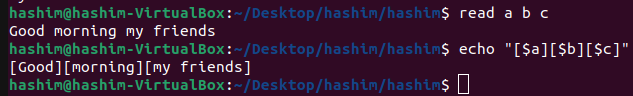 hashim@hashim-VirtualBox:~/Desktop/hashim/hashim$ read a b c
Good morning my friends
hashim@hashim-VirtualBox:~/Desktop/hashim/hashim$ echo "[$a][$b][$c]"
[Good][morning][my friends]
hashim@hashim-VirtualBox:~/Desktop/hashim/hashim$